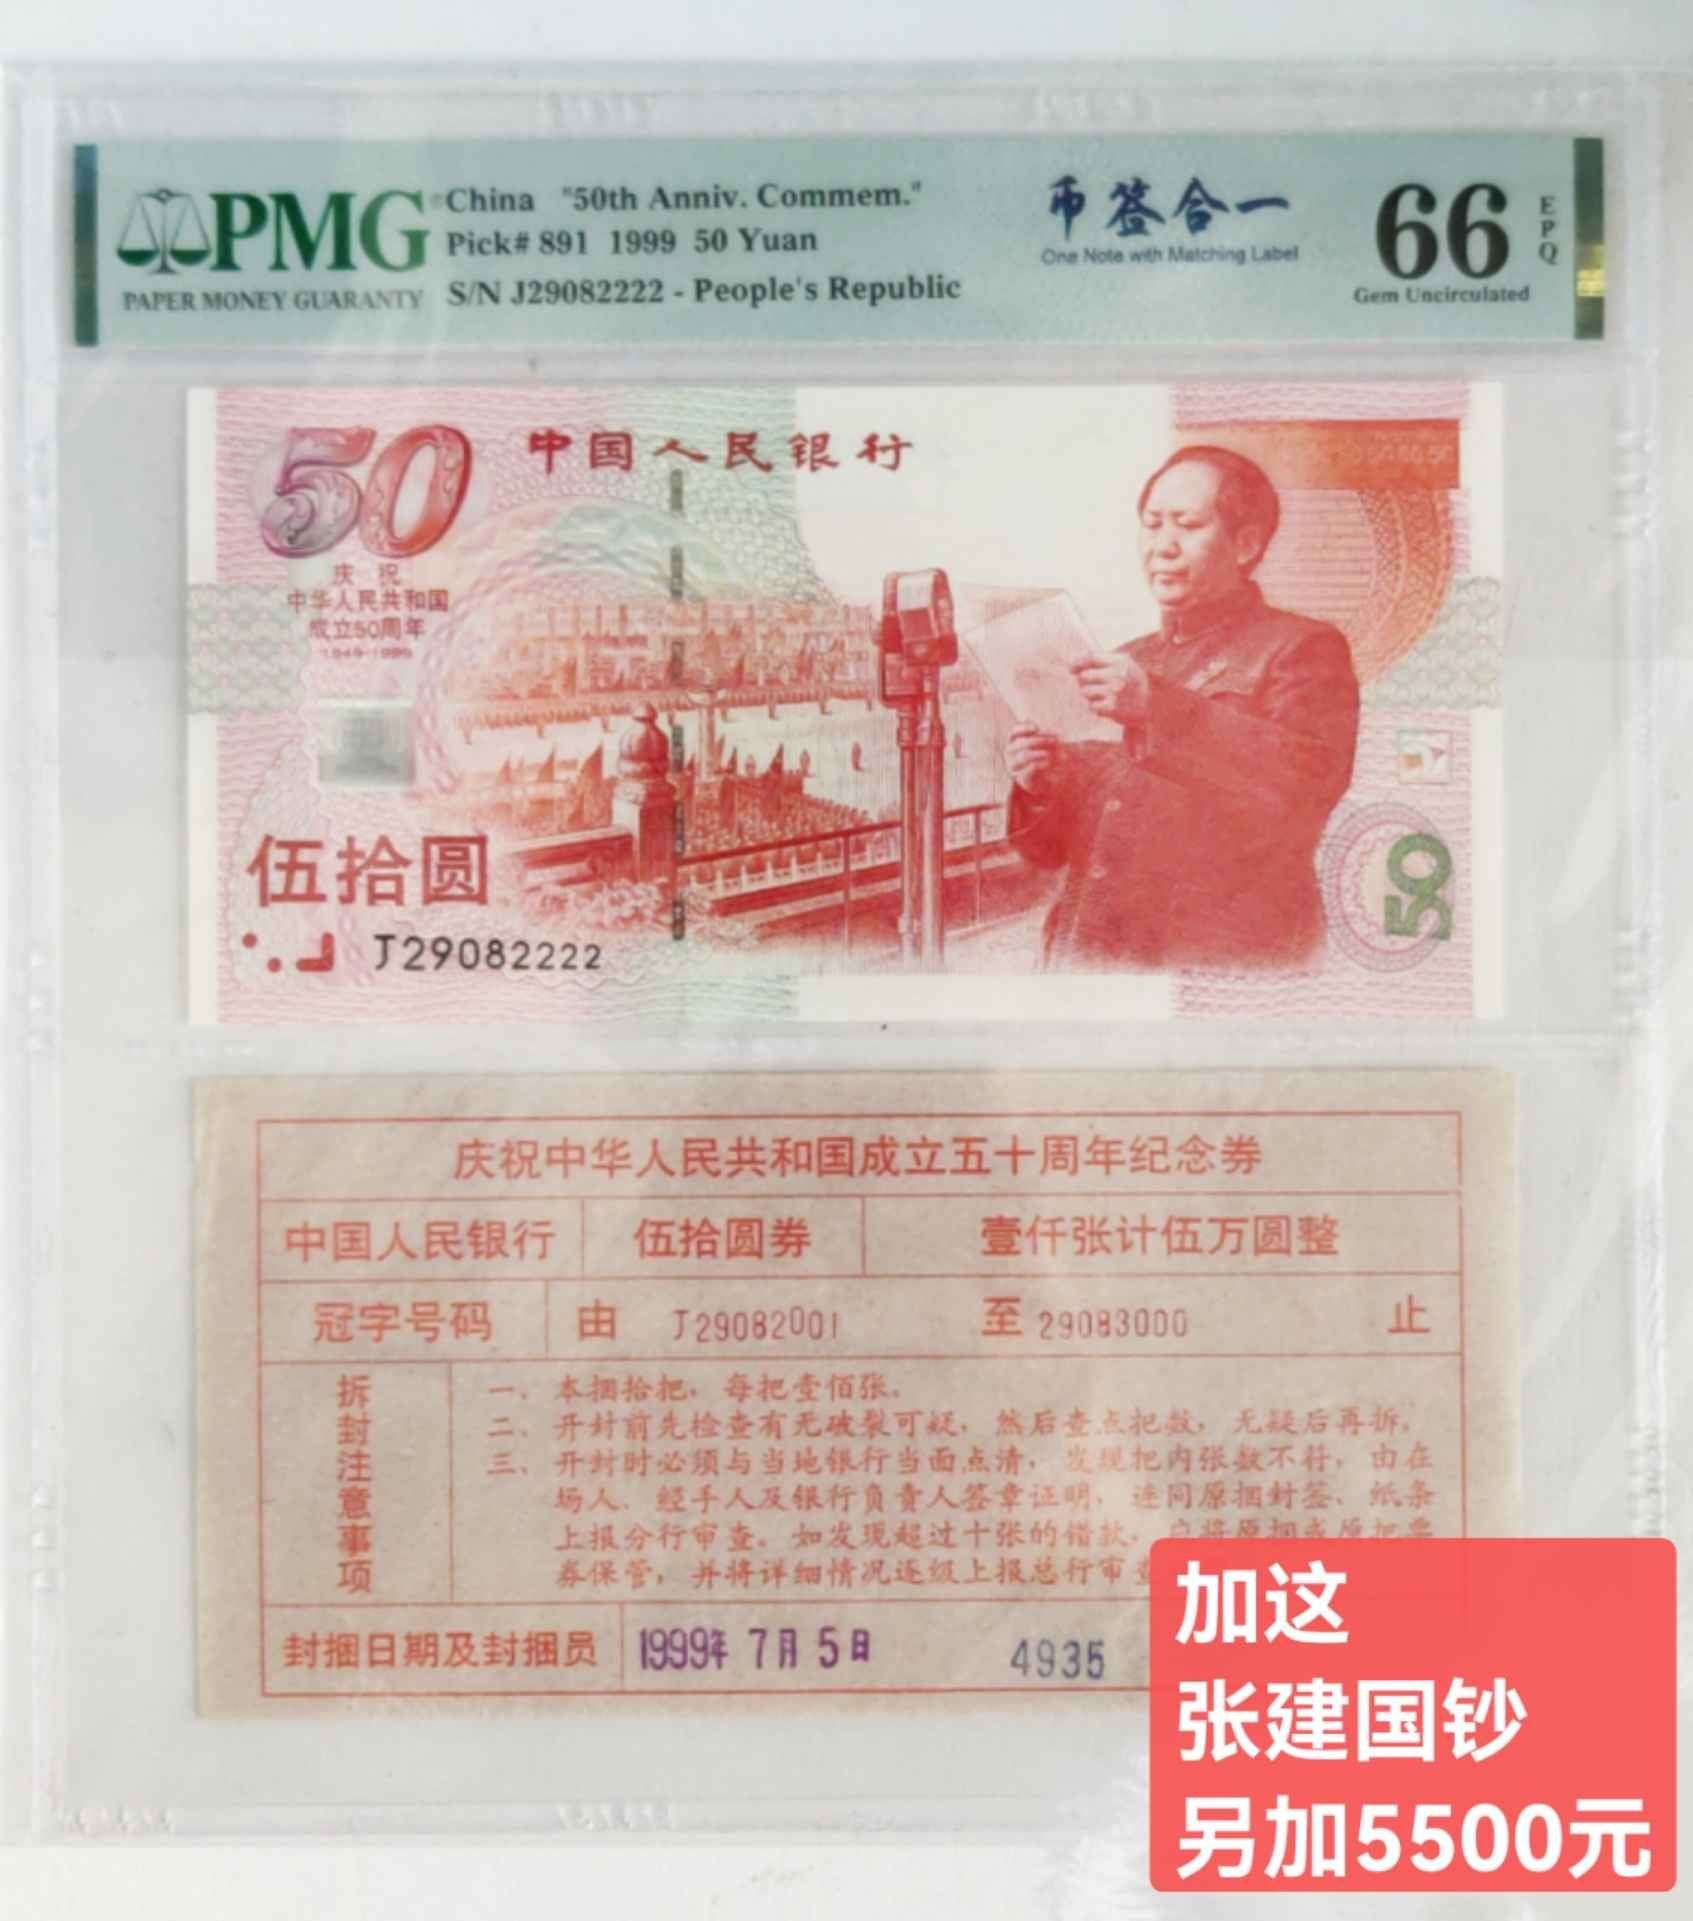 PMG
PAPER MONEY GUARANTY
China "50th Anniv. Commem."
Pick# 891 1999 50 Yuan
S/N J29082222 - People's Republic
币签合一
One Note with Matching Label
66
EPQ
Gem Uncirculated
50
中国人民银行
庆 祝
中华人民共和国
成立50周年
1949-1999
伍拾圆
J29082222
50
庆祝中华人民共和国成立五十周年纪念券
中国人民银行 伍拾圆券 壹仟张计伍万圆整
冠字号码 由 J29082001 至 29083000 止
拆封注意事项
一、本捆拾把，每把壹佰张。
二、开封前先检查有无破裂可疑，然后查点把数，无疑后再拆。
三、开封时必须与当地银行当面点清，发现把内张数不符，由在
场人、经手人及银行负责人签章证明，连同原捆封签、纸条
上报分行审查。如发现超过十张的错款，应将原捆或原把票
券保管，并将详细情况逐级上报总行审查
封捆日期及封捆员 1999年 7月 5日 4935
加这
张建国钞
另加5500元